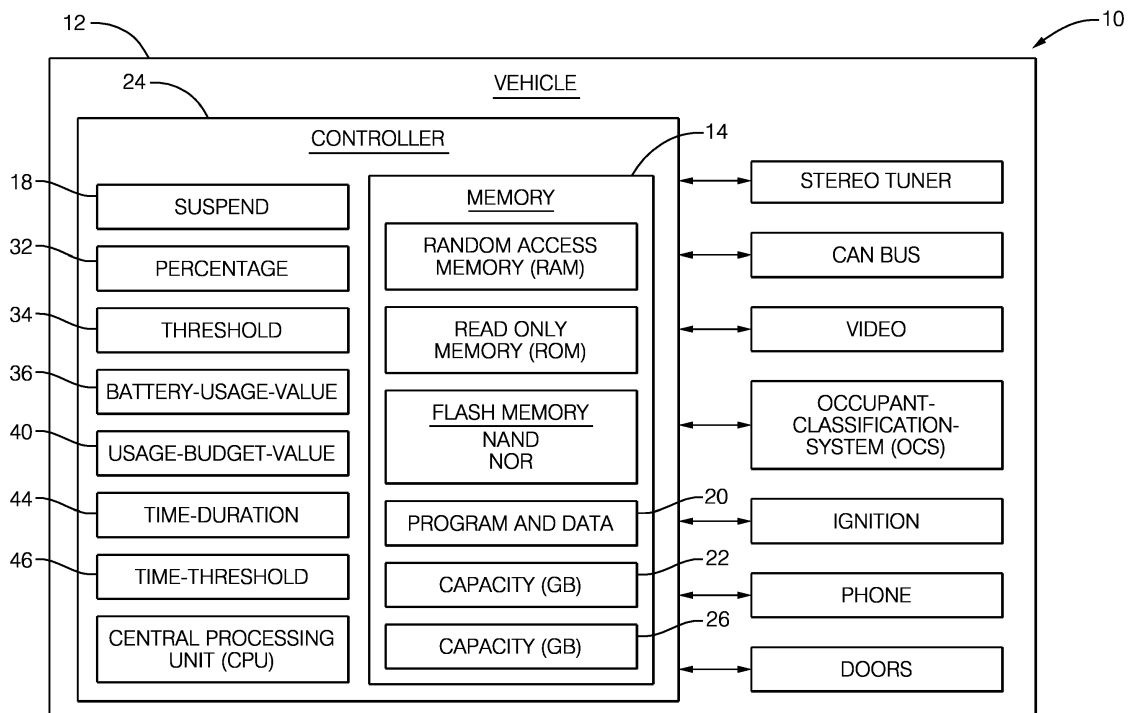 10
12
VEHICLE
24
CONTROLLER
14
18
SUSPEND
32
PERCENTAGE
34
THRESHOLD
36
BATTERY-USAGE-VALUE
40
USAGE-BUDGET-VALUE
44
TIME-DURATION
46
TIME-THRESHOLD
CENTRAL PROCESSING
UNIT (CPU)
MEMORY
RANDOM ACCESS
MEMORY (RAM)
READ ONLY
MEMORY (ROM)
FLASH MEMORY
NAND
NOR
20
PROGRAM AND DATA
22
CAPACITY (GB)
26
CAPACITY (GB)
STEREO TUNER
CAN BUS
VIDEO
OCCUPANT-
CLASSIFICATION-
SYSTEM (OCS)
IGNITION
PHONE
DOORS